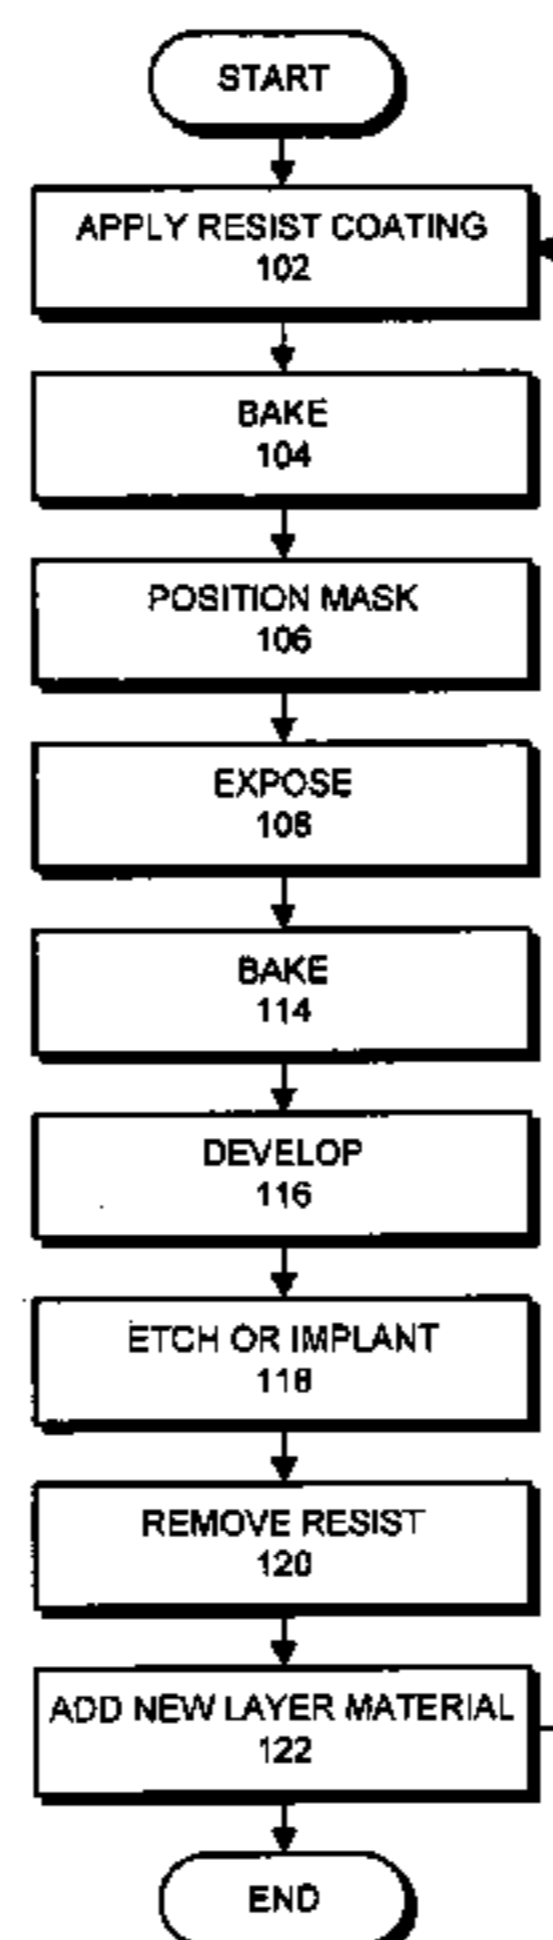 START
APPLY RESIST COATING
102
BAKE
104
POSITION MASK
106
EXPOSE
108
BAKE
114
DEVELOP
116
ETCH OR IMPLANT
118
REMOVE RESIST
120
ADD NEW LAYER MATERIAL
122
END